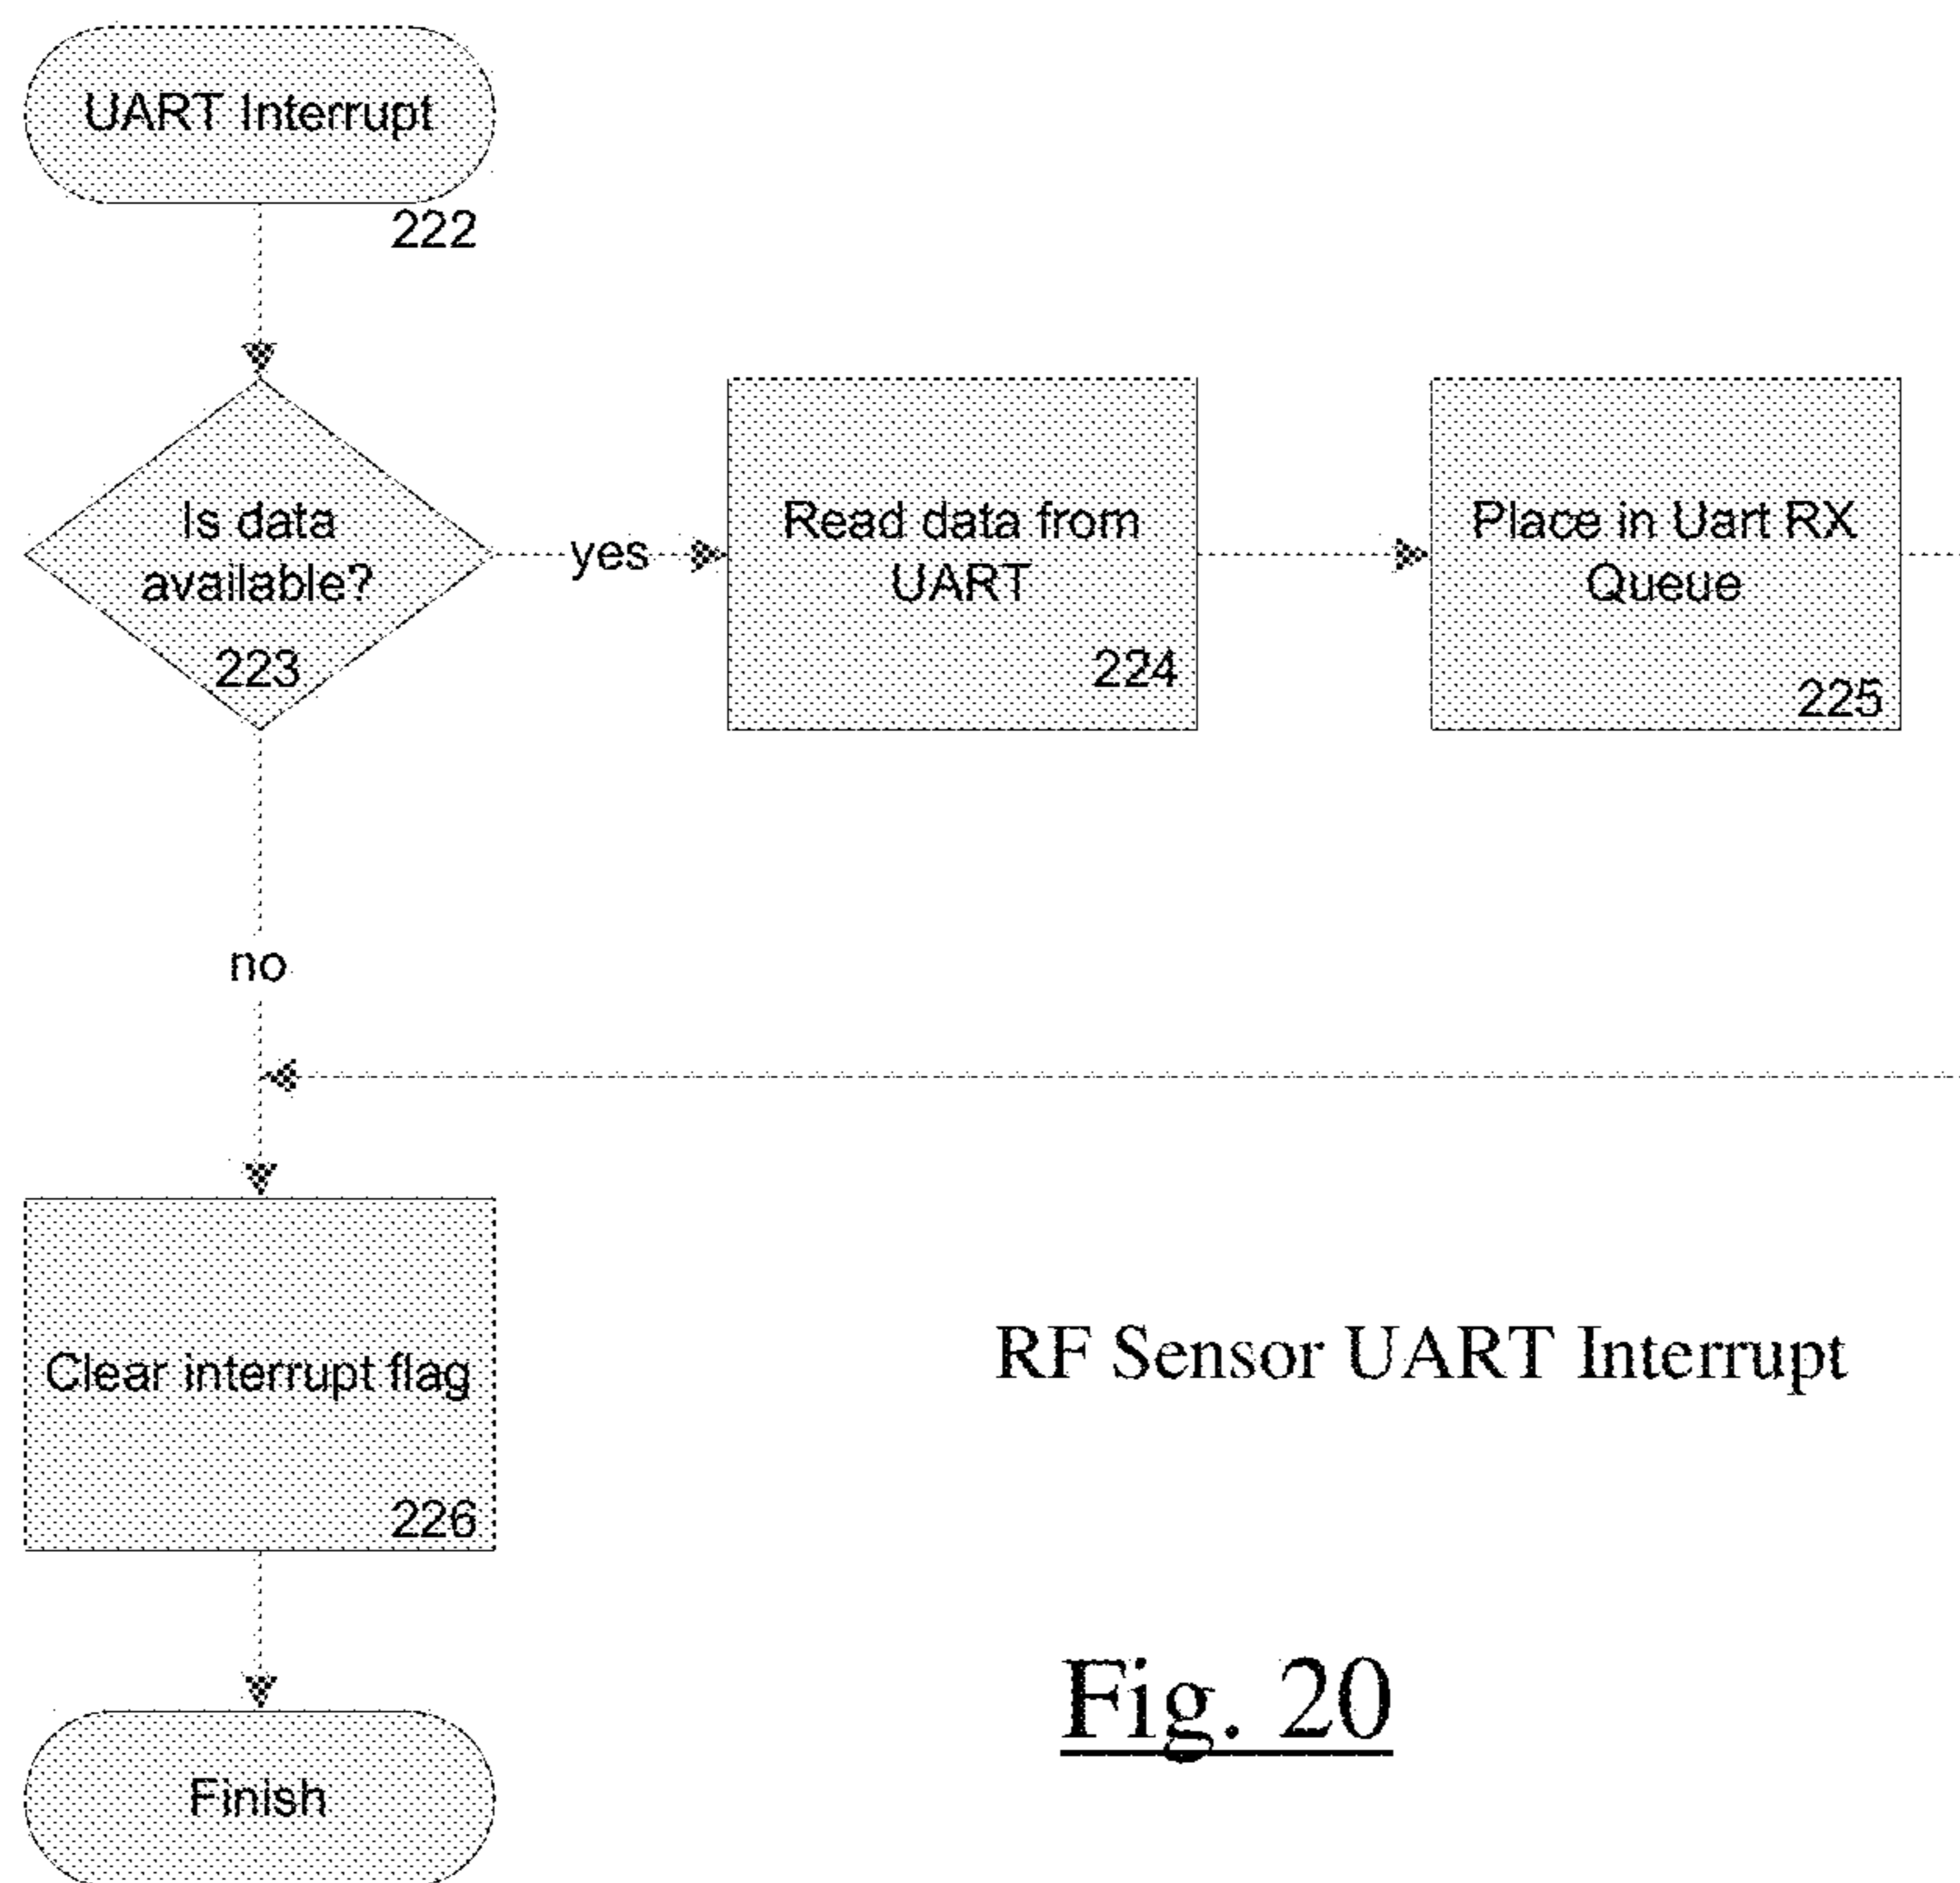 UART Interrupt
222
Is data
available?
223
yes
Read data from
UART
224
Place in Uart RX
Queue
225
no
Clear interrupt flag
226
RF Sensor UART Interrupt
Fig. 20
Finish